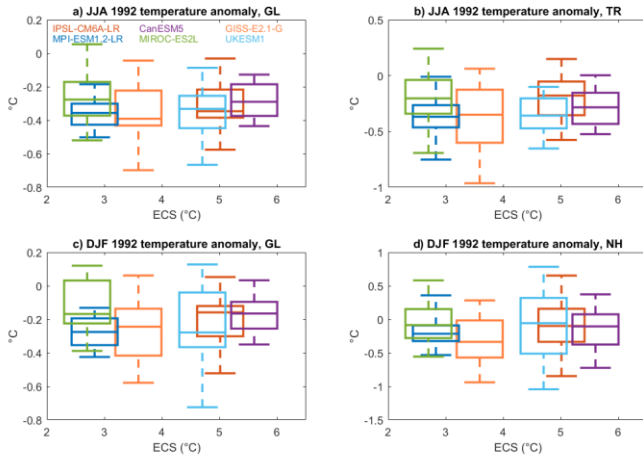 a) JJA 1992 temperature anomaly, GL
IPSL-CM6A-LR CanESM5 GISS-E2.1-G
MPI-ESM1.2-LR MIROC-ES2L UKESM1
0.2
0
-0.2
-0.4
-0.6
-0.8
°C
2 3 4 5 6
ECS (°C)
b) JJA 1992 temperature anomaly, TR
0.5
0
-0.5
-1
°C
2 3 4 5 6
ECS (°C)
c) DJF 1992 temperature anomaly, GL
0.2
0
-0.2
-0.4
-0.6
-0.8
°C
2 3 4 5 6
ECS (°C)
d) DJF 1992 temperature anomaly, NH
1
0.5
0
-0.5
-1
-1.5
°C
2 3 4 5 6
ECS (°C)